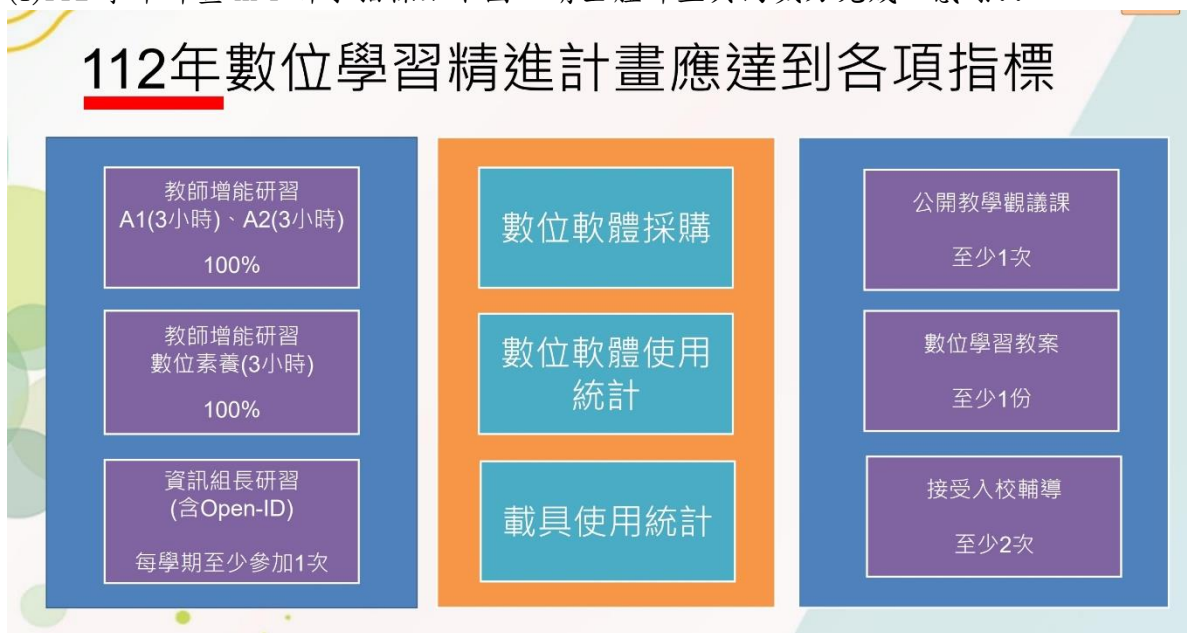 112年數位學習精進計畫應達到各項指標
教師增能研習
A1(3小時)、A2(3小時)
100%
教師增能研習
數位素養(3小時)
100%
資訊組長研習
(含Open-ID)
每學期至少參加1次
數位軟體採購
數位軟體使用
統計
載具使用統計
公開教學觀議課
至少1次
數位學習教案
至少1份
接受入校輔導
至少2次